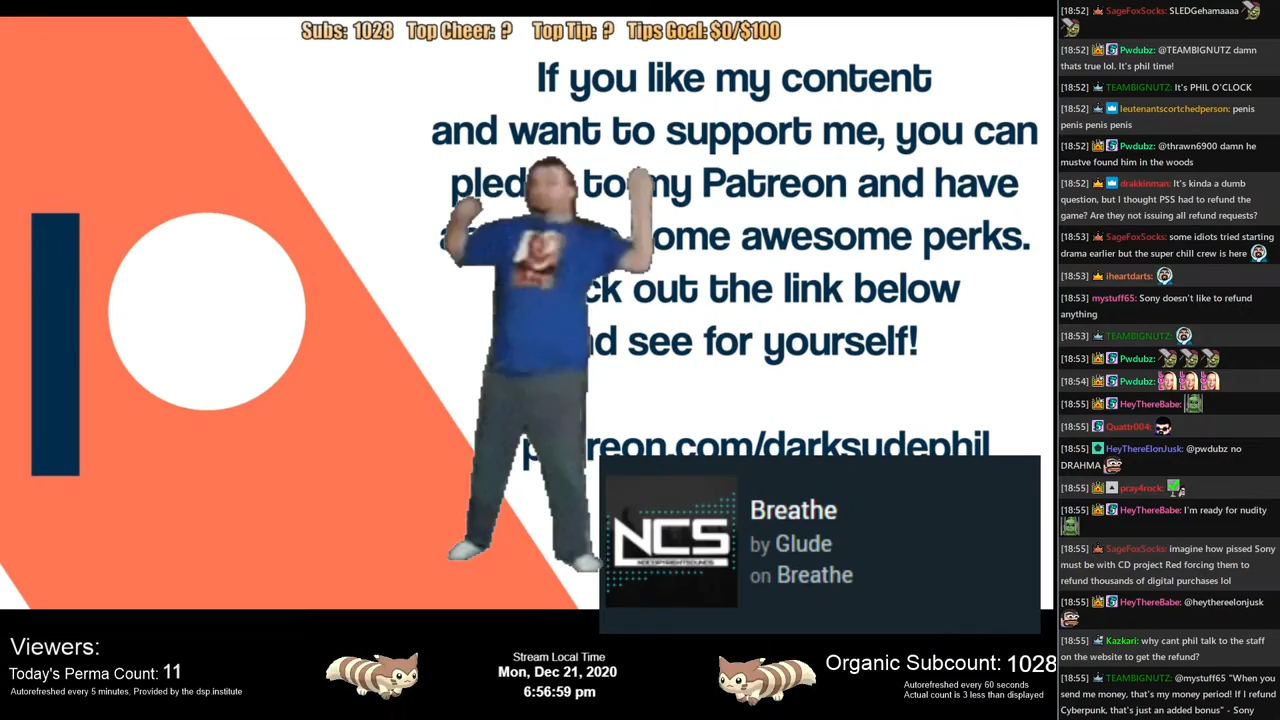 Subs: 1028 Top Cheer: ? Top Tip: ? Tips Goal: $0/$100
If you like my content
and want to support me, you can
pled to my Patreon and have
ome awesome perks.
ck out the link below
nd see for yourself!
reon.com/darksydephil
NCS
NOCOPYRIGHTSOUNDS
Breathe
by Glude
on Breathe
Viewers:
Today's Perma Count: 11
Autorefreshed every 5 minutes, Provided by the dsp.institute
Stream Local Time
Mon, Dec 21, 2020
6:56:59 pm
Organic Subcount: 1028
Autorefreshed every 60 seconds
Actual count is 3 less than displayed
[18:52] SageFoxSocks: SLEDGehamaaaa
[18:52] Pwdubz: @TEAMBIGNUTZ damn
thats true lol. It's phil time!
[18:52] TEAMBIGNUTZ: It's PHIL O'CLOCK
[18:52] leutenantscortchedperson: penis
penis penis penis
[18:52] Pwdubz: @thrawn6900 damn he
mustve found him in the woods
[18:52] drakkinman: It's kinda a dumb
question, but I thought PSS had to refund the
game? Are they not issuing all refund requests?
[18:53] SageFoxSocks: some idiots tried starting
drama earlier but the super chill crew is here
[18:53] iheartdarts:
[18:53] mystuff65: Sony doesn't like to refund
anything
[18:53] TEAMBIGNUTZ:
[18:53] Pwdubz:
[18:54] Pwdubz:
[18:55] HeyThereBabe:
[18:55] Quattr004:
[18:55] HeyThereElonJusk: @pwdubz no
DRAHMA
[18:55] pray4rock:
[18:55] HeyThereBabe: I'm ready for nudity
[18:55] SageFoxSocks: imagine how pissed Sony
must be with CD project Red forcing them to
refund thousands of digital purchases lol
[18:55] HeyThereBabe: @heythereelonjusk
[18:55] Kazkari: why cant phil talk to the staff
on the website to get the refund?
[18:55] TEAMBIGNUTZ: @mystuff65 "When you
send me money, that's my money period! If I refund
Cyberpunk, that's just an added bonus" - Sony